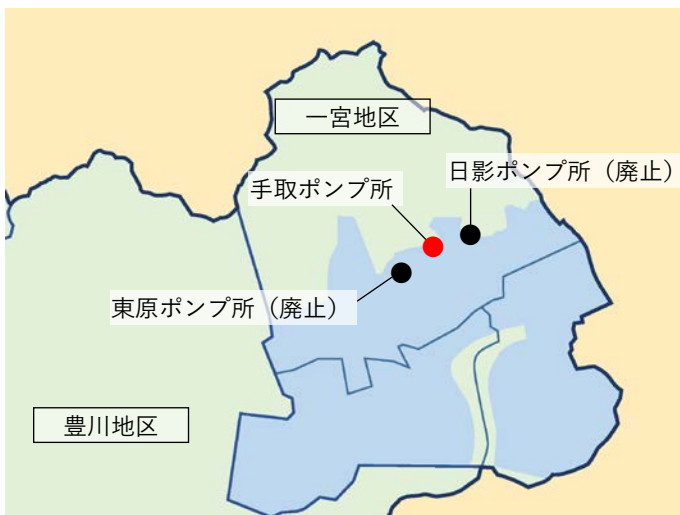 一宮地区
日影ポンプ所（廃止）
手取ポンプ所
東原ポンプ所（廃止）
豊川地区